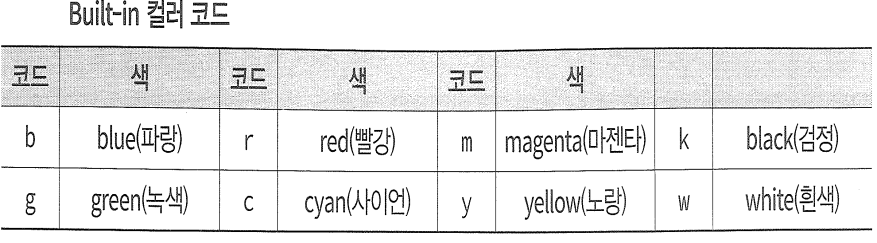 Built-in 컬러 코드
코드 색 코드 색 코드 색
b blue(파랑) r red(빨강) m magenta(마젠타) k black(검정)
g green(녹색) c cyan(사이언) y yellow(노랑) w white(흰색)